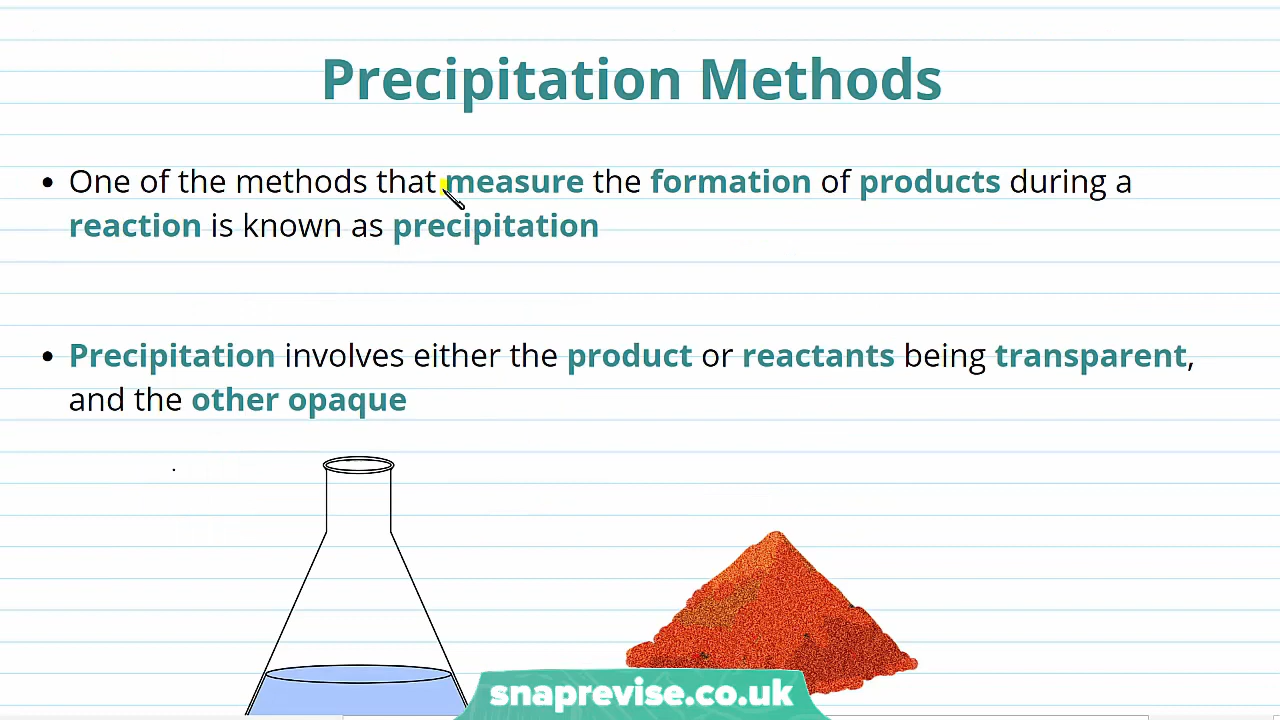 Precipitation Methods
• One of the methods that measure the formation of products during a
reaction is known as precipitation
• Precipitation involves either the product or reactants being transparent,
and the other opaque
snaprevise.co.uk